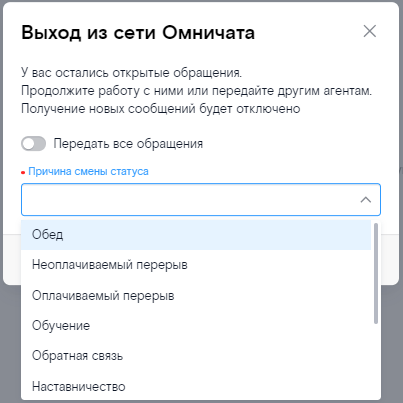 Выход из сети Омничата
У вас остались открытые обращения.
Продолжите работу с ними или передайте другим агентам.
Получение новых сообщений будет отключено
Передать все обращения
Причина смены статуса
Обед
Неоплачиваемый перерыв
Оплачиваемый перерыв
Обучение
Обратная связь
Наставничество